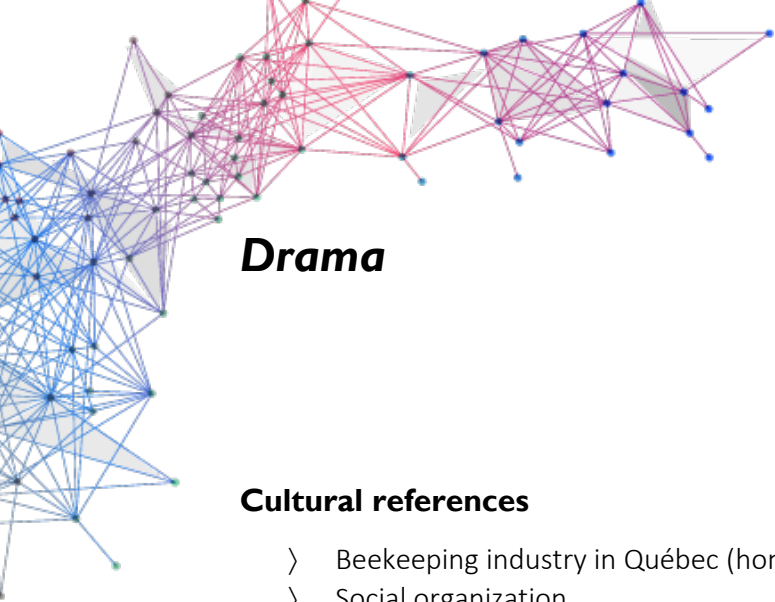 Drama
Cultural references
〉 Beekeeping industry in Québec
〉 Social organization